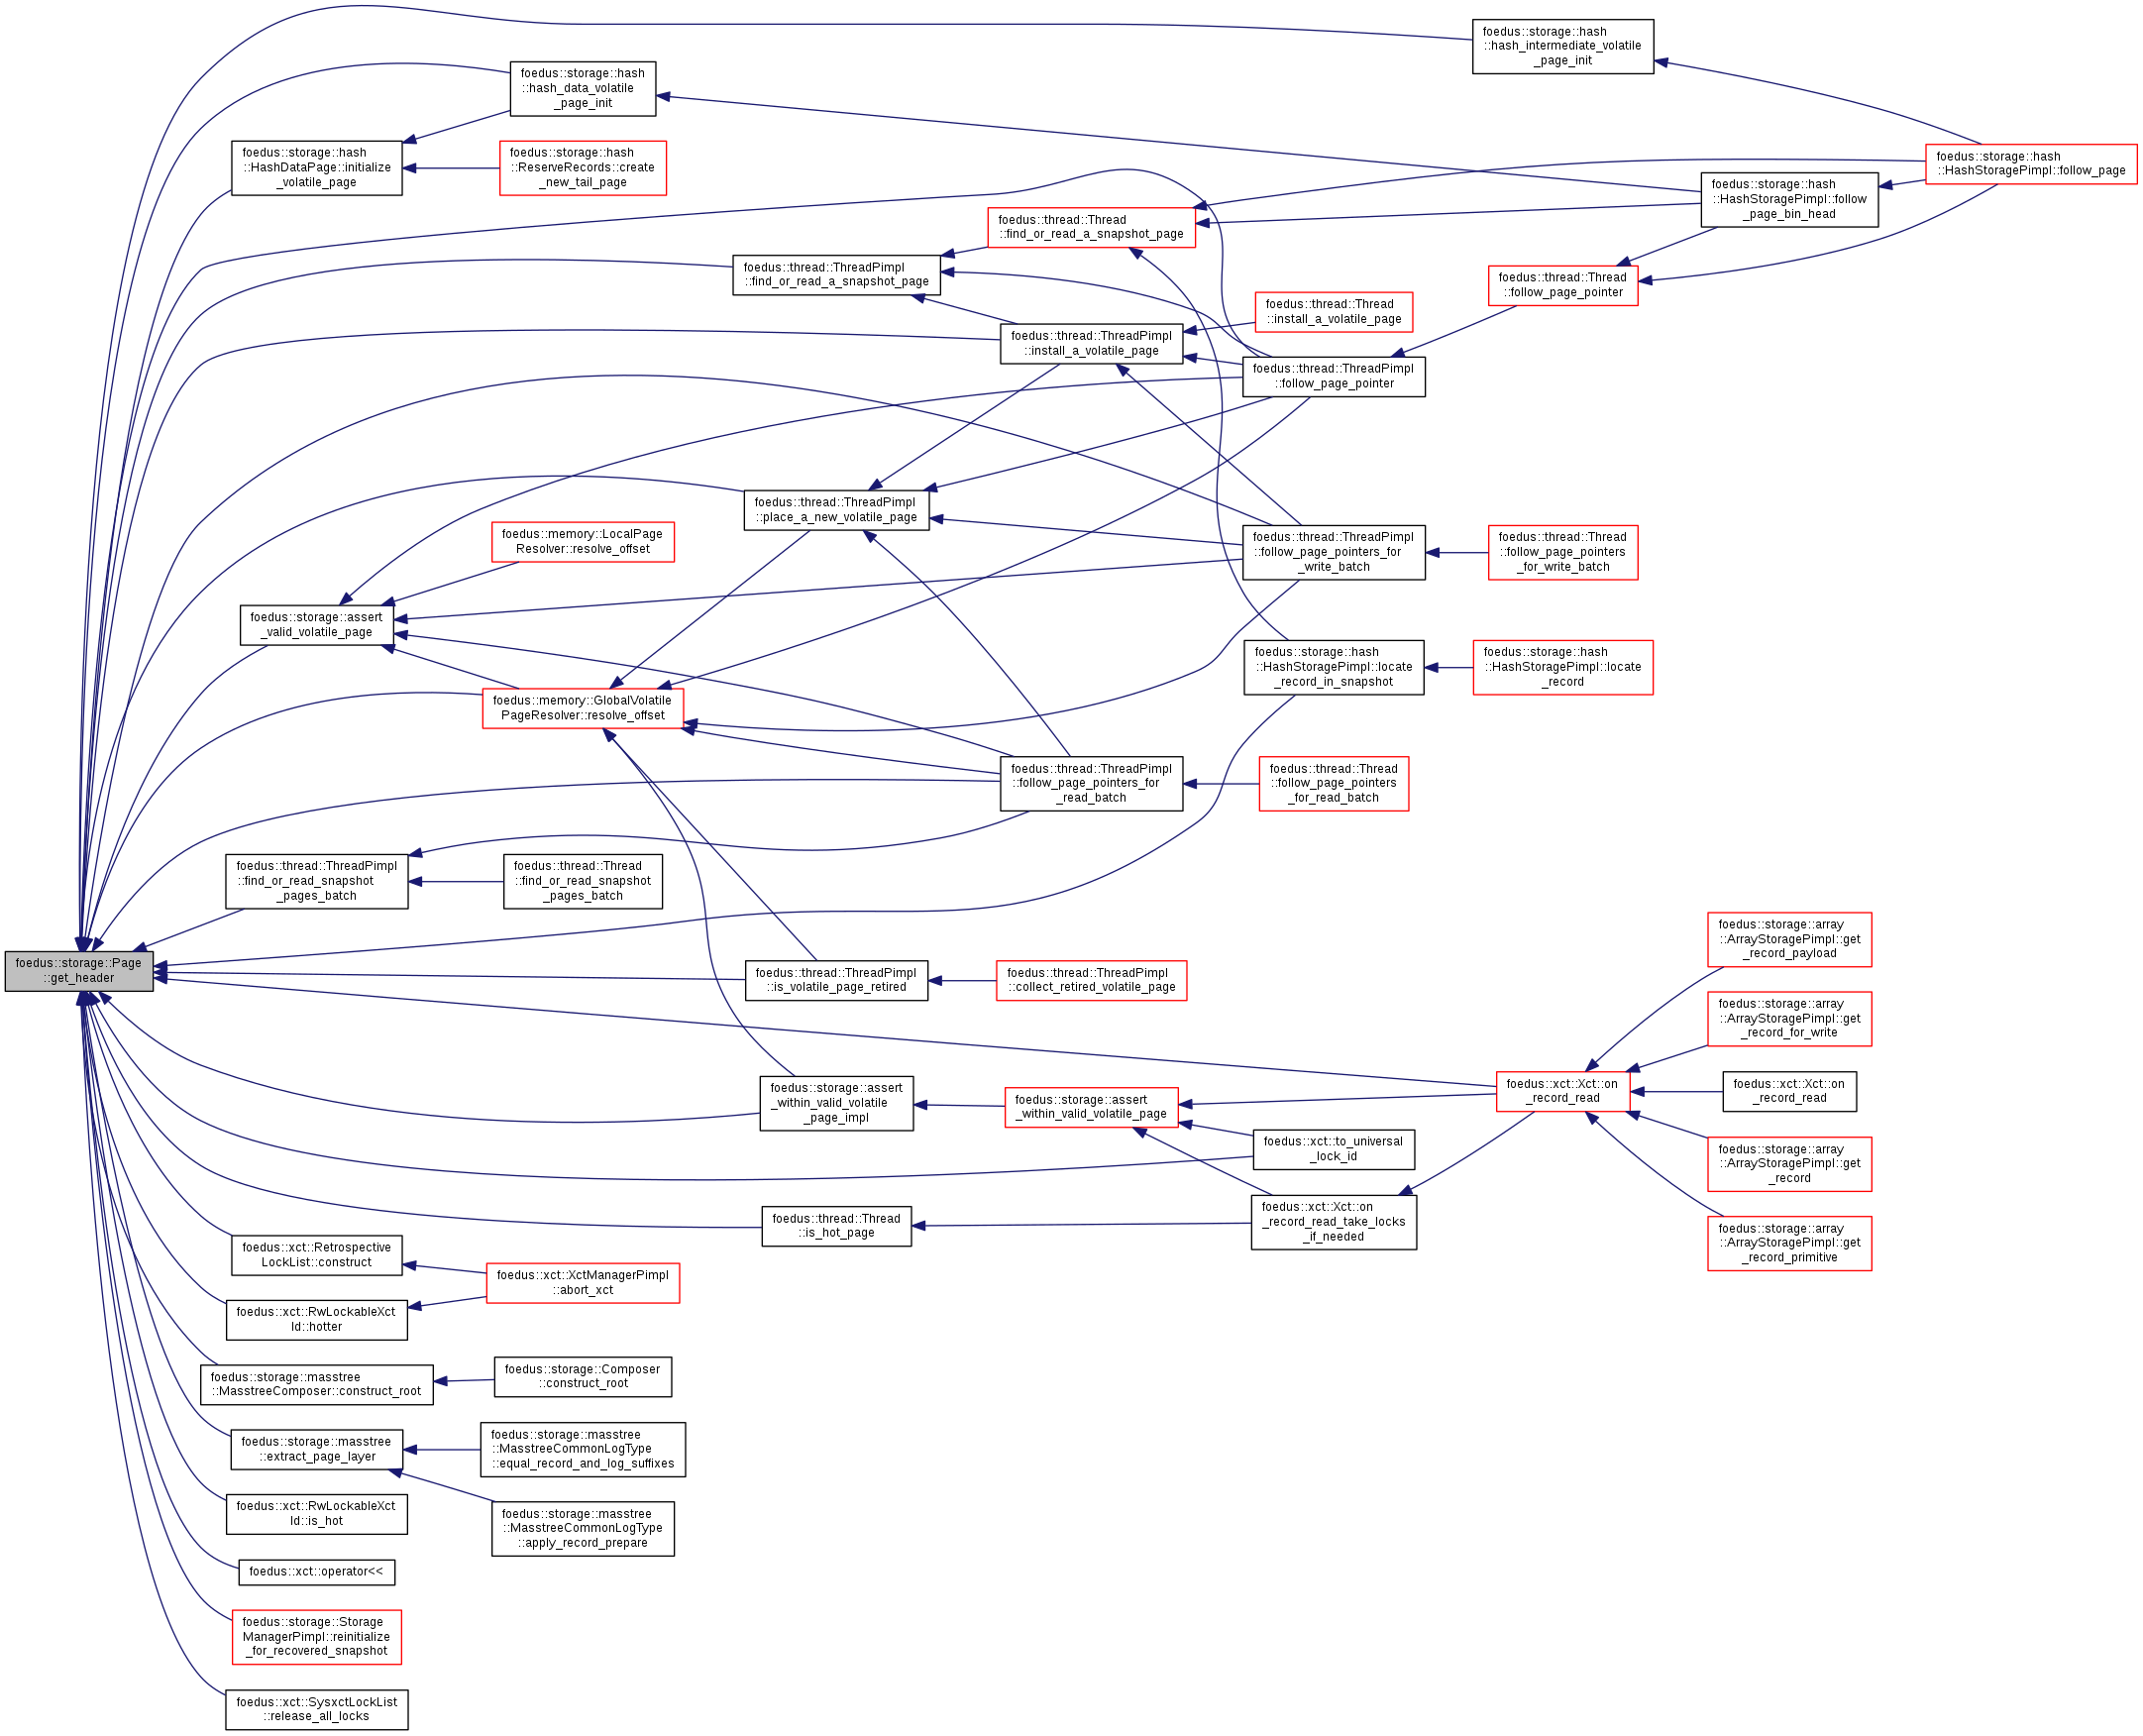 foedus::storage::hash
::hash_intermediate_volatile
_page_init
foedus::storage::hash
::hash_data_volatile
_page_init
foedus::storage::hash
::HashDataPage::initialize
_volatile_page
foedus::storage::hash
::ReserveRecords::create
_new_tail_page
foedus::storage::hash
::HashStoragePimpl::follow_page
foedus::storage::hash
::HashStoragePimpl::follow
_page_bin_head
foedus::thread::Thread
::find_or_read_a_snapshot_page
foedus::thread::ThreadPimpl
::find_or_read_a_snapshot_page
foedus::thread::Thread
::follow_page_pointer
foedus::thread::Thread
::install_a_volatile_page
foedus::thread::ThreadPimpl
::install_a_volatile_page
foedus::thread::ThreadPimpl
::follow_page_pointer
foedus::thread::ThreadPimpl
::place_a_new_volatile_page
foedus::memory::LocalPage
Resolver::resolve_offset
foedus::thread::ThreadPimpl
::follow_page_pointers_for
_write_batch
foedus::thread::Thread
::follow_page_pointers
_for_write_batch
foedus::storage::assert
_valid_volatile_page
foedus::storage::hash
::HashStoragePimpl::locate
_record_in_snapshot
foedus::storage::hash
::HashStoragePimpl::locate
_record
foedus::memory::GlobalVolatile
PageResolver::resolve_offset
foedus::thread::ThreadPimpl
::follow_page_pointers_for
_read_batch
foedus::thread::Thread
::follow_page_pointers
_for_read_batch
foedus::thread::ThreadPimpl
::find_or_read_snapshot
_pages_batch
foedus::thread::Thread
::find_or_read_snapshot
_pages_batch
foedus::storage::array
::ArrayStoragePimpl::get
_record_payload
foedus::storage::Page
::get_header
foedus::thread::ThreadPimpl
::is_volatile_page_retired
foedus::thread::ThreadPimpl
::collect_retired_volatile_page
foedus::storage::array
::ArrayStoragePimpl::get
_record_for_write
foedus::storage::assert
_within_valid_volatile
_page_impl
foedus::storage::assert
_within_valid_volatile_page
foedus::xct::Xct::on
_record_read
foedus::xct::Xct::on
_record_read
foedus::xct::to_universal
_lock_id
foedus::storage::array
::ArrayStoragePimpl::get
_record
foedus::thread::Thread
::is_hot_page
foedus::xct::Xct::on
_record_read_take_locks
_if_needed
foedus::storage::array
::ArrayStoragePimpl::get
_record_primitive
foedus::xct::Retrospective
LockList::construct
foedus::xct::XctManagerPimpl
::abort_xct
foedus::xct::RwLockableXct
Id::hotter
foedus::storage::masstree
::MasstreeComposer::construct_root
foedus::storage::Composer
::construct_root
foedus::storage::masstree
::extract_page_layer
foedus::storage::masstree
::MasstreeCommonLogType
::equal_record_and_log_suffixes
foedus::xct::RwLockableXct
Id::is_hot
foedus::storage::masstree
::MasstreeCommonLogType
::apply_record_prepare
foedus::xct::operator<<
foedus::storage::Storage
ManagerPimpl::reinitialize
_for_recovered_snapshot
foedus::xct::SysxctLockList
::release_all_locks